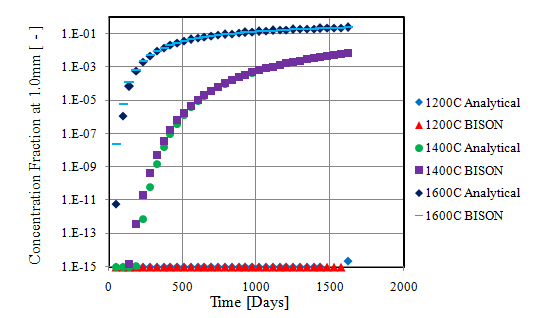 Concentration Fraction at 1.0mm [ - ]
1.E-01
1.E-03
1.E-05
1.E-07
1.E-09
1.E-11
1.E-13
1.E-15
0
500
1000
1500
2000
Time [Days]
1200C Analytical
1200C BISON
1400C Analytical
1400C BISON
1600C Analytical
1600C BISON